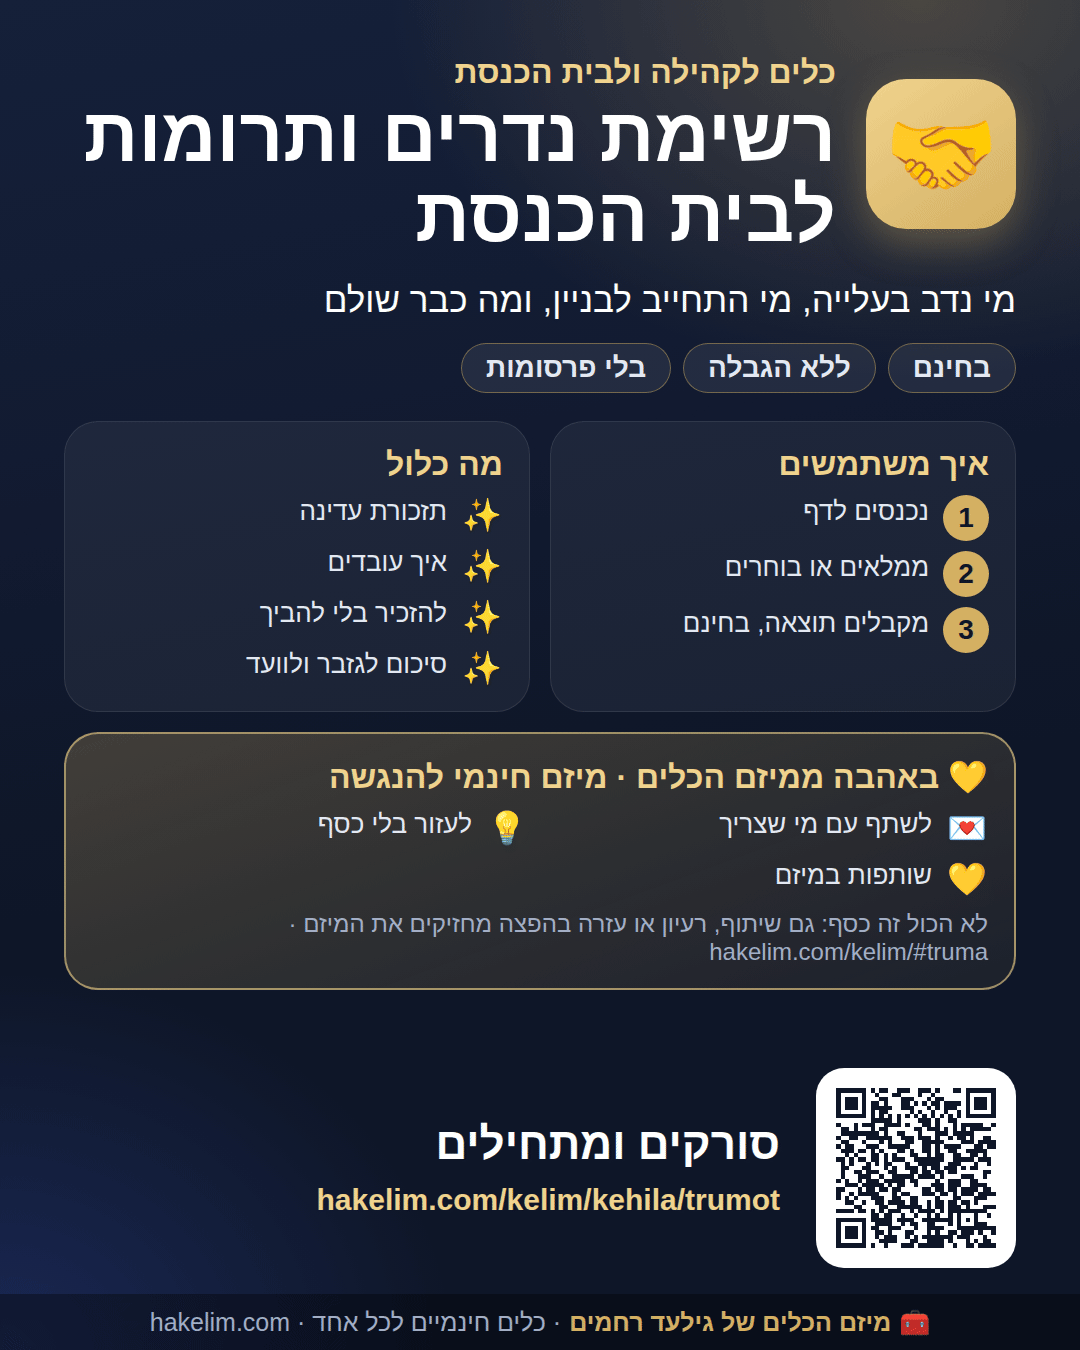 כלים לקהילה ולבית הכנסת
רשימת נדרים ותרומות
לבית הכנסת
מי נדב בעלייה, מי התחייב לבניין, ומה כבר שולם
בחינם
ללא הגבלה
בלי פרסומות
איך משתמשים
1 נכנסים לדף
2 ממלאים או בוחרים
3 מקבלים תוצאה, בחינם
מה כלול
תזכורת עדינה
איך עובדים
להזכיר בלי להביך
סיכום לגזבר ולוועד
באהבה ממיזם הכלים · מיזם חינמי להנגשה
לשתף עם מי שצריך
לעזור בלי כסף
שותפות במיזם
לא הכול זה כסף: גם שיתוף, רעיון או עזרה בהפצה מחזיקים את המיזם ·
hakelim.com/kelim/#truma
סורקים ומתחילים
hakelim.com/kelim/kehila/trumot
מיזם הכלים של גילעד רחמים · כלים חינמיים לכל אחד · hakelim.com